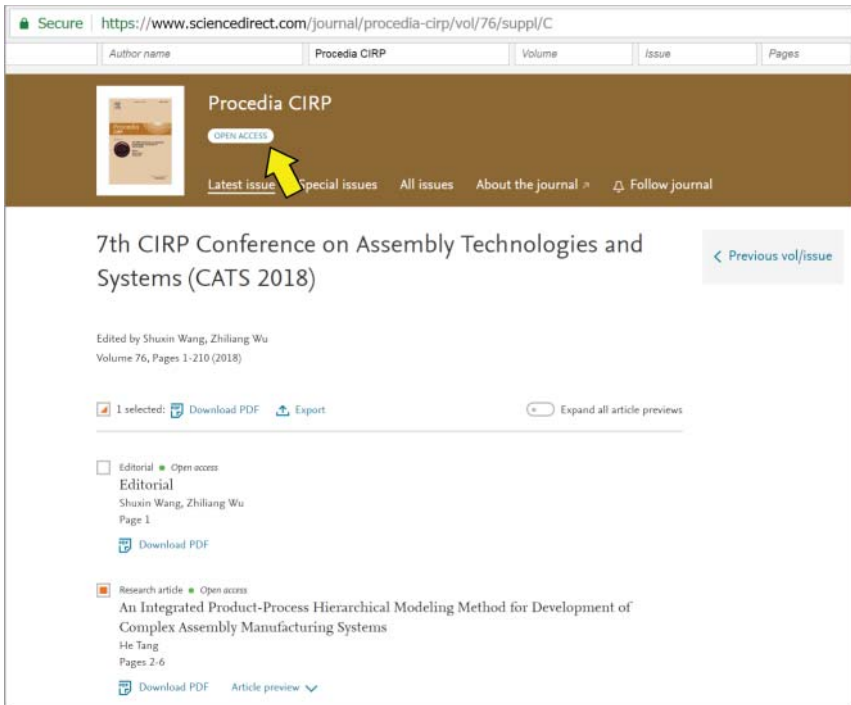 Secure https://www.sciencedirect.com/journal/procedia-cirp/vol/76/suppl/C
Author name Procedia CIRP Volume Issue Pages
Procedia CIRP
OPEN ACCESS
Latest issue Special issues All issues About the journal Follow journal
7th CIRP Conference on Assembly Technologies and
Systems (CATS 2018)
Previous vol/issue
Edited by Shuxin Wang, Zhiliang Wu
Volume 76, Pages 1-210 (2018)
1 selected: Download PDF Export Expand all article previews
Editorial • Open access
Editorial
Shuxin Wang, Zhiliang Wu
Page 1
Download PDF
Research article • Open access
An Integrated Product-Process Hierarchical Modeling Method for Development of
Complex Assembly Manufacturing Systems
He Tang
Pages 2-6
Download PDF Article preview